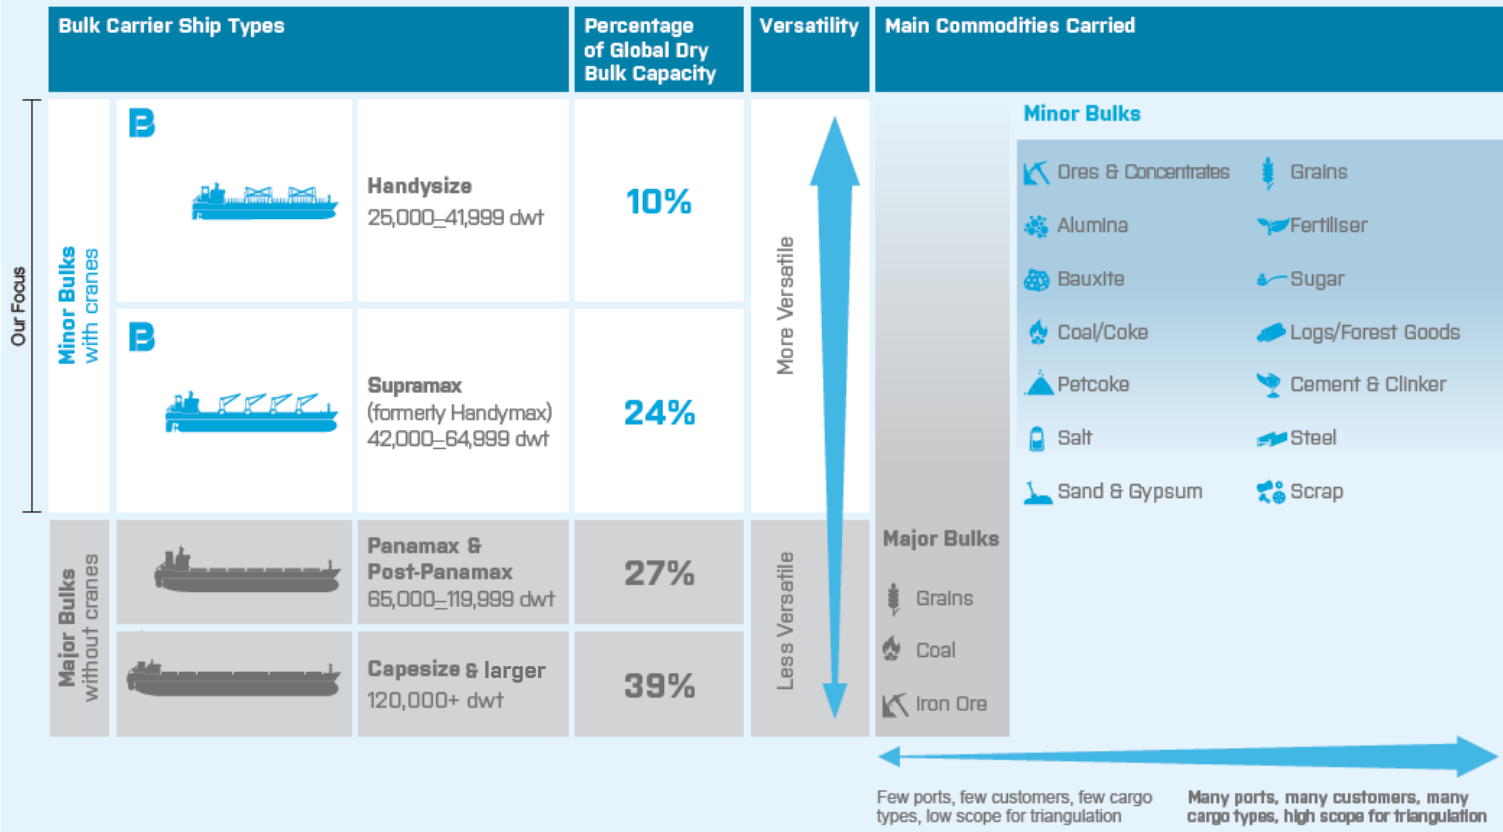 Bulk Carrier Ship Types
Percentage
of Global Dry
Bulk Capacity
Versatility
Main Commodities Carried
Our Focus
Minor Bulks
with cranes
B
Handysize
25,000–41,999 dwt
10%
B
Supramax
(formerly Handymax)
42,000–64,999 dwt
24%
Major Bulks
without cranes
Panamax &
Post-Panamax
65,000–119,999 dwt
27%
Capesize & larger
120,000+ dwt
39%
More Versatile
Less Versatile
Minor Bulks
Ores & Concentrates
Grains
Alumina
Fertiliser
Bauxite
Sugar
Coal/Coke
Logs/Forest Goods
Petcoke
Cement & Clinker
Salt
Steel
Sand & Gypsum
Scrap
Major Bulks
Grains
Coal
Iron Ore
Few ports, few customers, few cargo
types, low scope for triangulation
Many ports, many customers, many
cargo types, high scope for triangulation